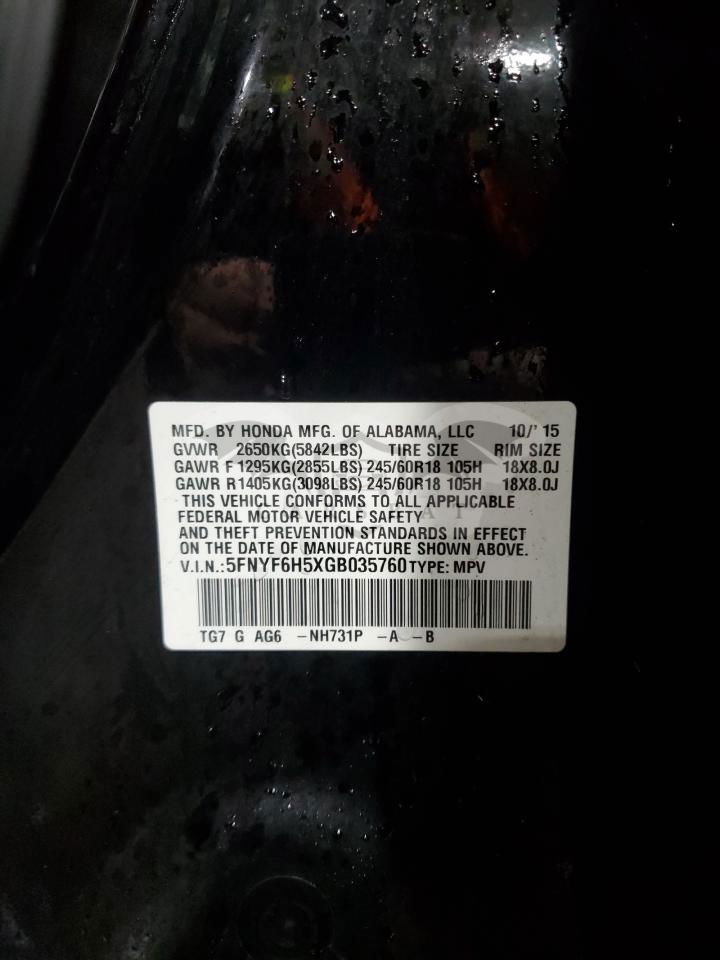 MFD. BY HONDA MFG. OF ALABAMA, LLC 10/'15
GVWR 2650KG(5842LBS) TIRE SIZE RIM SIZE
GAWR F 1295KG(2855LBS) 245/60R18 105H 18X8.0J
GAWR R1405KG(3098LBS) 245/60R18 105H 18X8.0J
THIS VEHICLE CONFORMS TO ALL APPLICABLE
FEDERAL MOTOR VEHICLE SAFETY
AND THEFT PREVENTION STANDARDS IN EFFECT
ON THE DATE OF MANUFACTURE SHOWN ABOVE.
V.I.N.:5FNYF6H5XGB035760 TYPE: MPV
TG7 G AG6 -NH731P -A -B